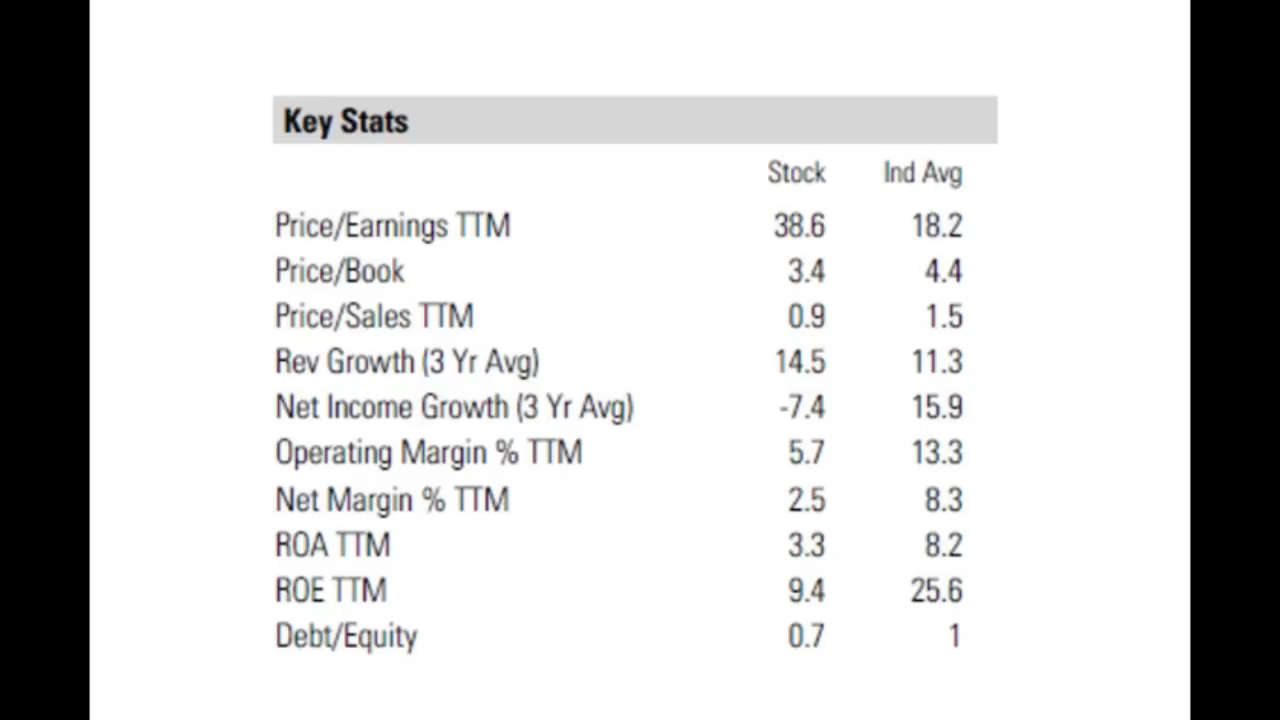 Key Stats
Stock Ind Avg
Price/Earnings TTM 38.6 18.2
Price/Book 3.4 4.4
Price/Sales TTM 0.9 1.5
Rev Growth (3 Yr Avg) 14.5 11.3
Net Income Growth (3 Yr Avg) -7.4 15.9
Operating Margin % TTM 5.7 13.3
Net Margin % TTM 2.5 8.3
ROA TTM 3.3 8.2
ROE TTM 9.4 25.6
Debt/Equity 0.7 1